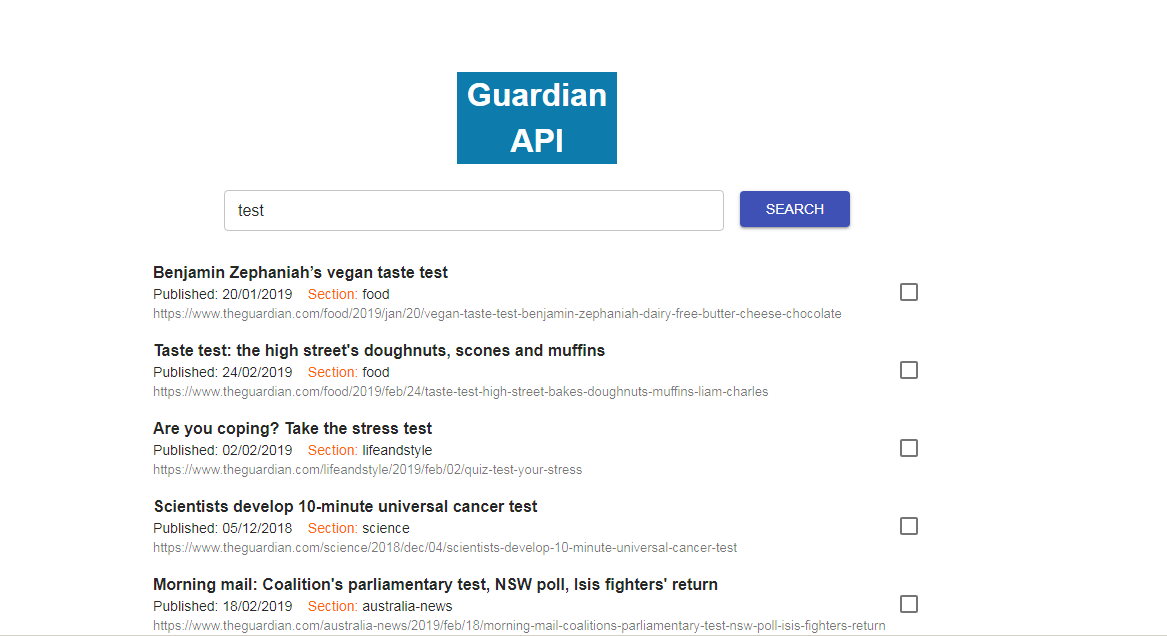 Guardian
API
test
SEARCH
Benjamin Zephaniah’s vegan taste test
Published: 20/01/2019 Section: food
https://www.theguardian.com/food/2019/jan/20/vegan-taste-test-benjamin-zephaniah-dairy-free-butter-cheese-chocolate
Taste test: the high street's doughnuts, scones and muffins
Published: 24/02/2019 Section: food
https://www.theguardian.com/food/2019/feb/24/taste-test-high-street-bakes-doughnuts-muffins-liam-charles
Are you coping? Take the stress test
Published: 02/02/2019 Section: lifeandstyle
https://www.theguardian.com/lifeandstyle/2019/feb/02/quiz-test-your-stress
Scientists develop 10-minute universal cancer test
Published: 05/12/2018 Section: science
https://www.theguardian.com/science/2018/dec/04/scientists-develop-10-minute-universal-cancer-test
Morning mail: Coalition's parliamentary test, NSW poll, Isis fighters' return
Published: 18/02/2019 Section: australia-news
https://www.theguardian.com/australia-news/2019/feb/18/morning-mail-coalitions-parliamentary-test-nsw-poll-isis-fighters-return